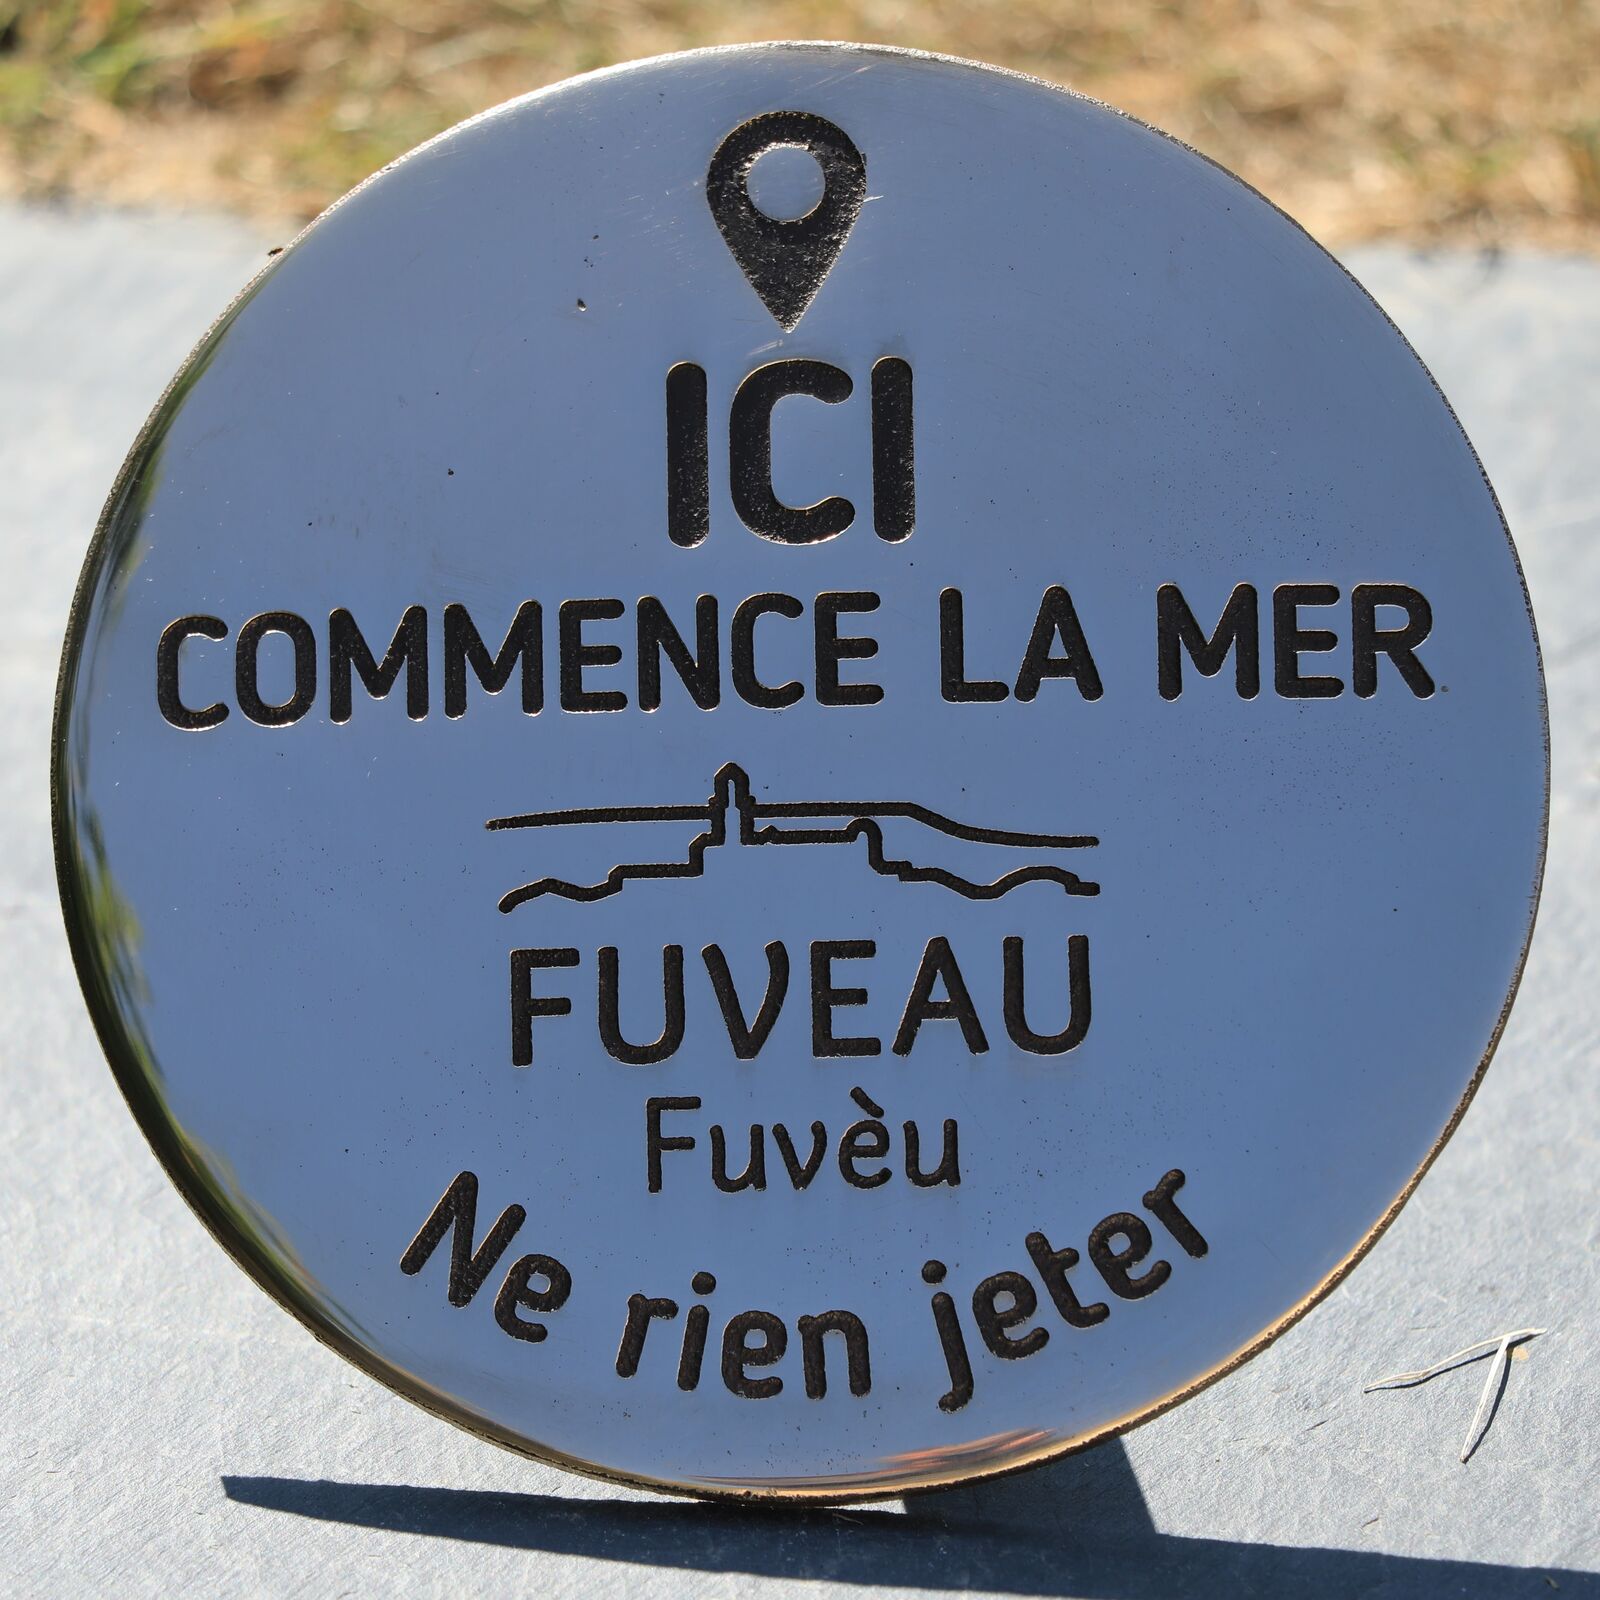 ICI
COMMENCE LA MER
FUVEAU
Fuvèu
Ne rien jeter